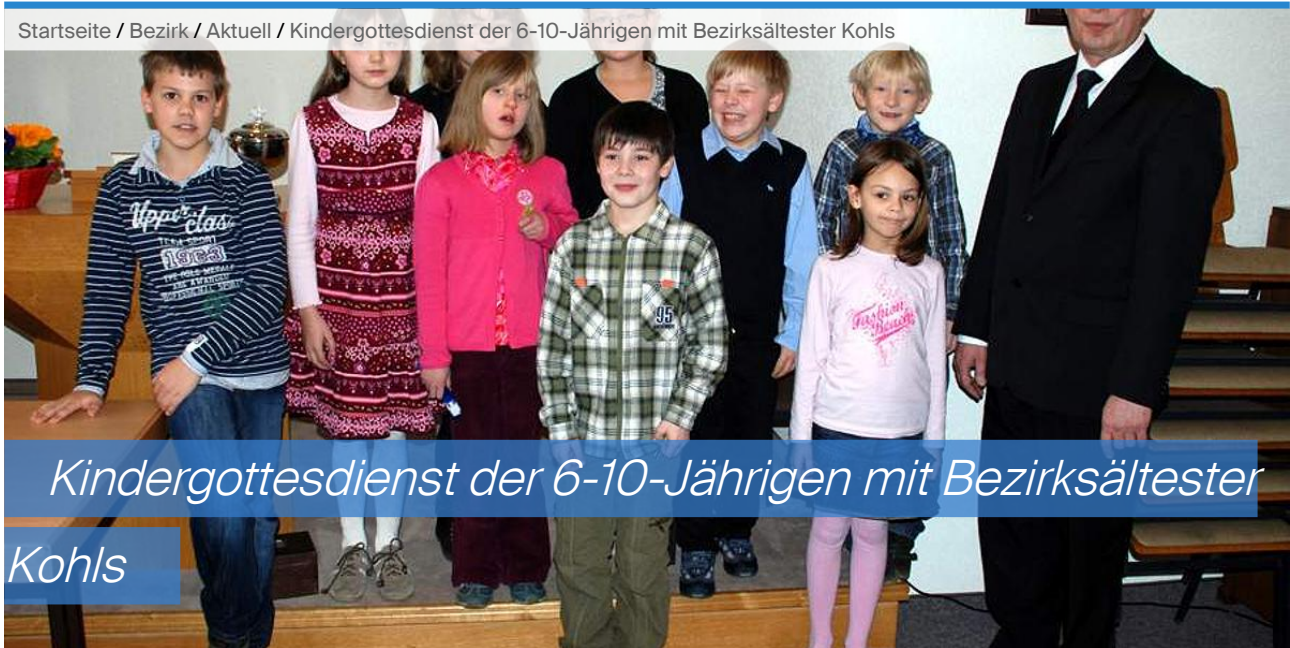 Startseite / Bezirk / Aktuell / Kindergottesdienst der 6-10-Jährigen mit Bezirksältester Kohls
Upper class
1963
95
Fashion
Beach
Kindergottesdienst der 6-10-Jährigen mit Bezirksältester
Kohls